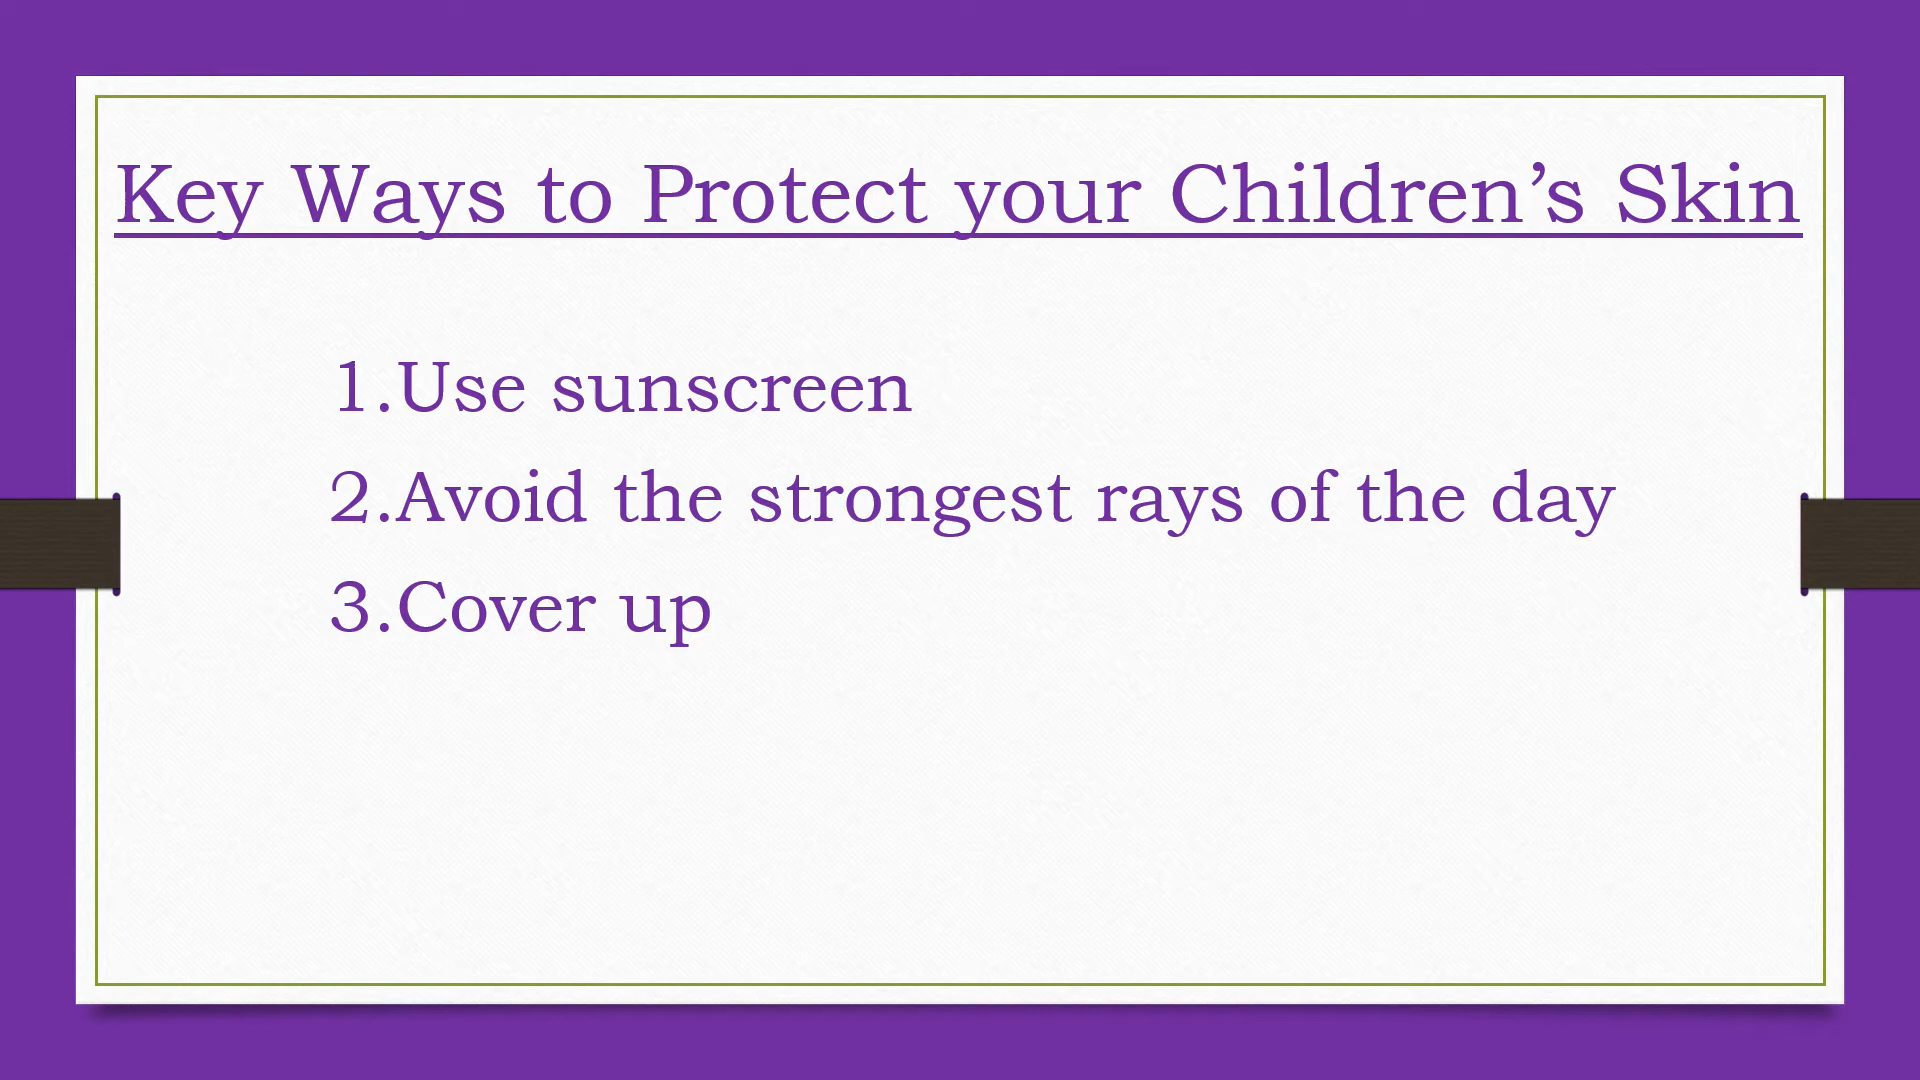 Key Ways to Protect your Children’s Skin
1.Use sunscreen
2.Avoid the strongest rays of the day
3.Cover up